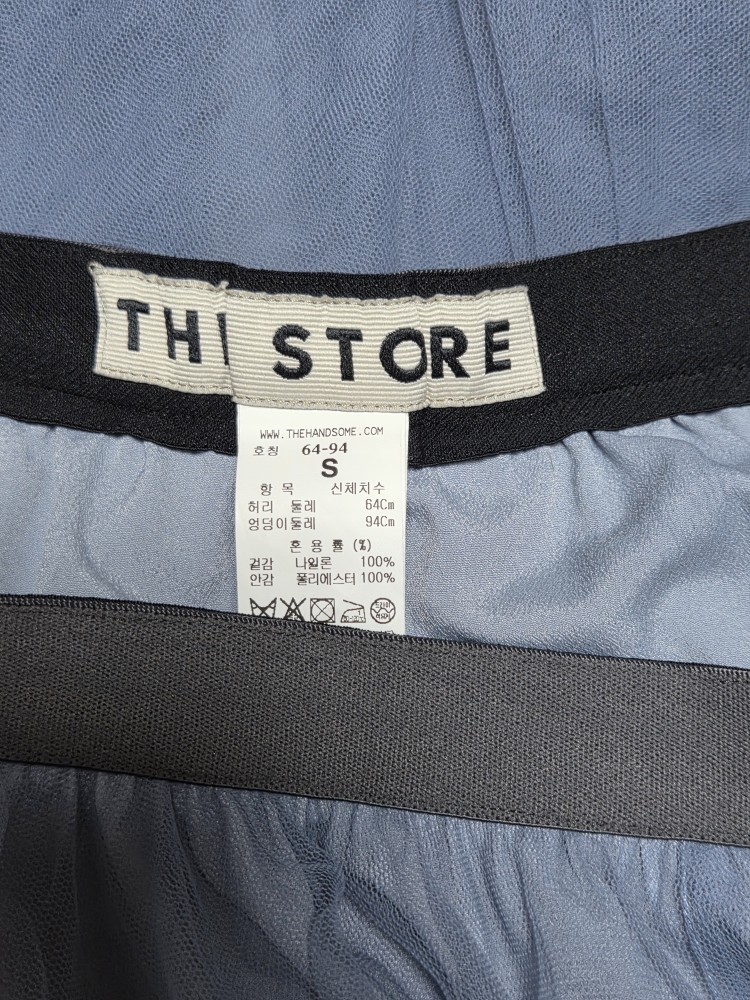 STORE
WWW.THEHANDSOME.COM
호칭 64-94
S
항 목 신체치수
허리 둘레 64Cm
엉덩이둘레 94Cm
혼 용 률 (%)
겉감 나일론 100%
안감 폴리에스터 100%